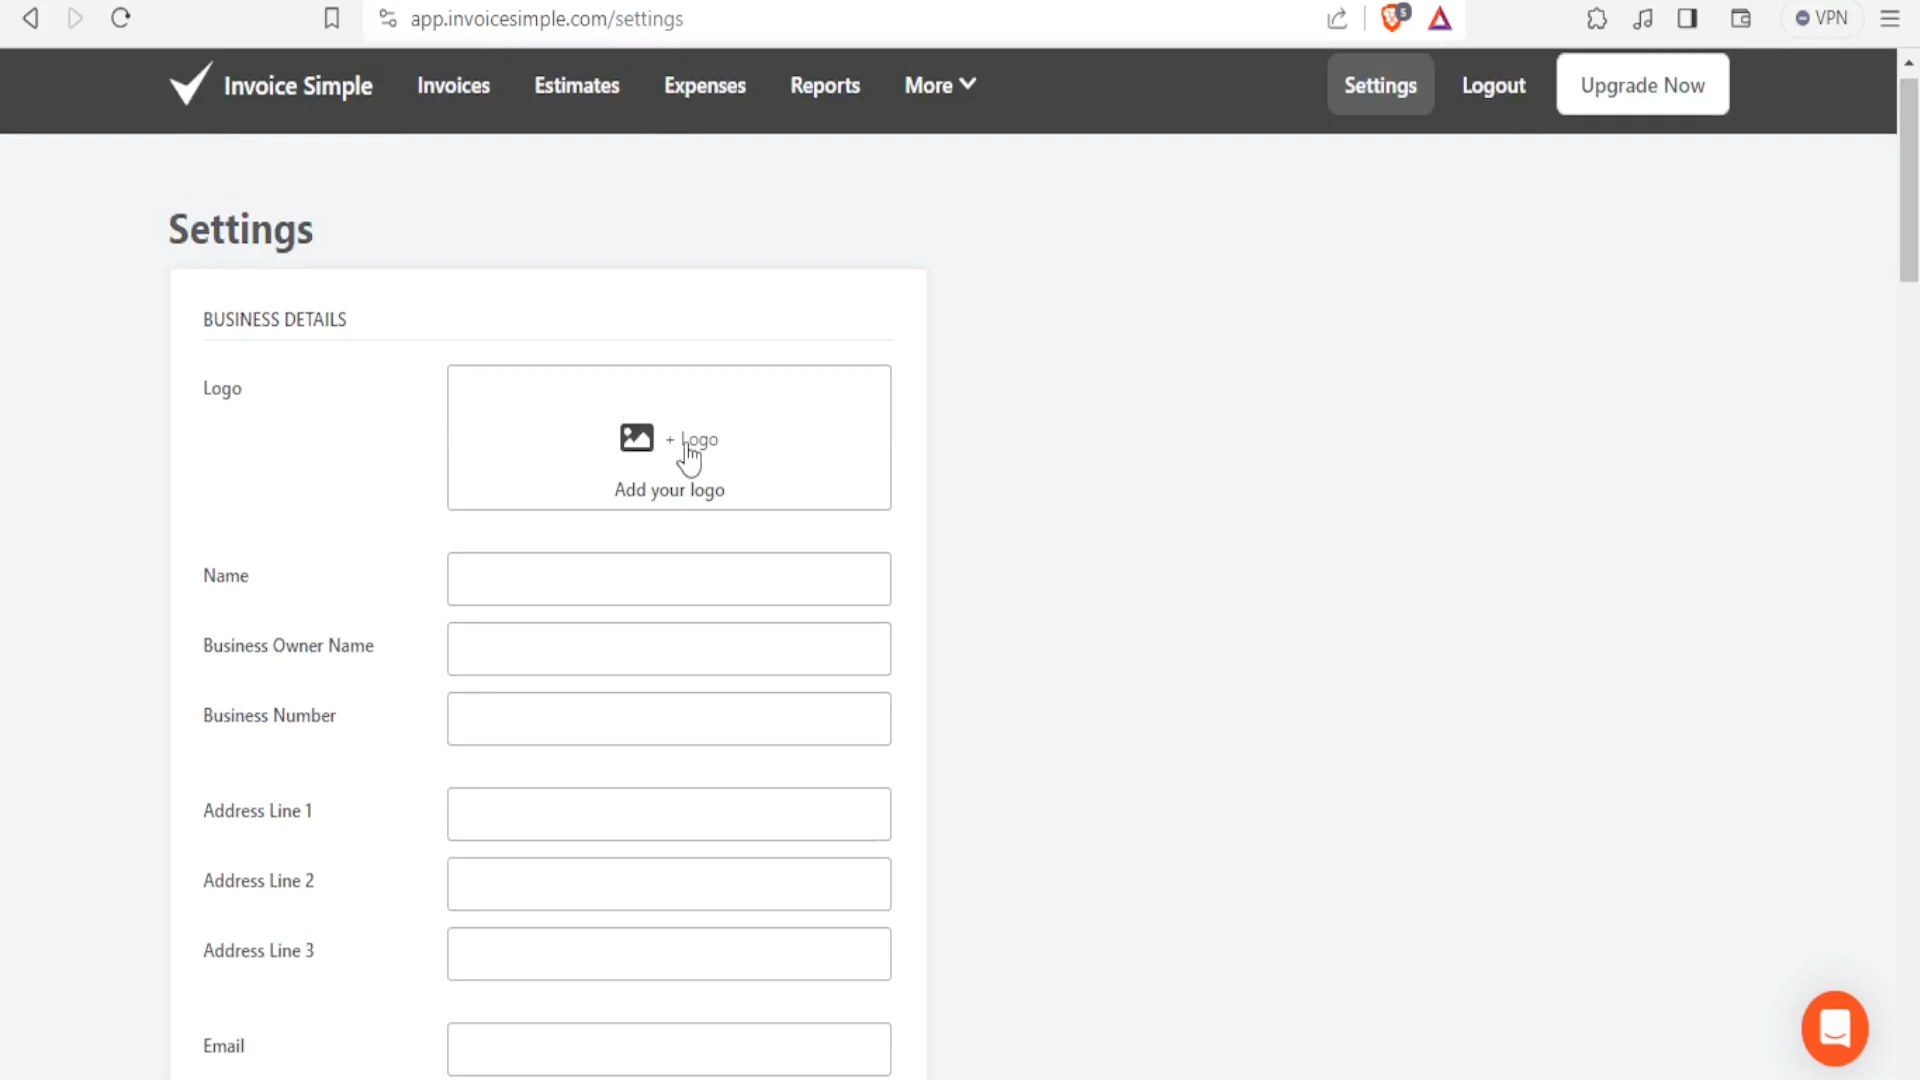 app.invoicesimple.com/settings
5
VPN
Invoice Simple
Invoices
Estimates
Expenses
Reports
More
Settings
Logout
Upgrade Now
Settings
BUSINESS DETAILS
Logo
+ Logo
Add your logo
Name
Business Owner Name
Business Number
Address Line 1
Address Line 2
Address Line 3
Email